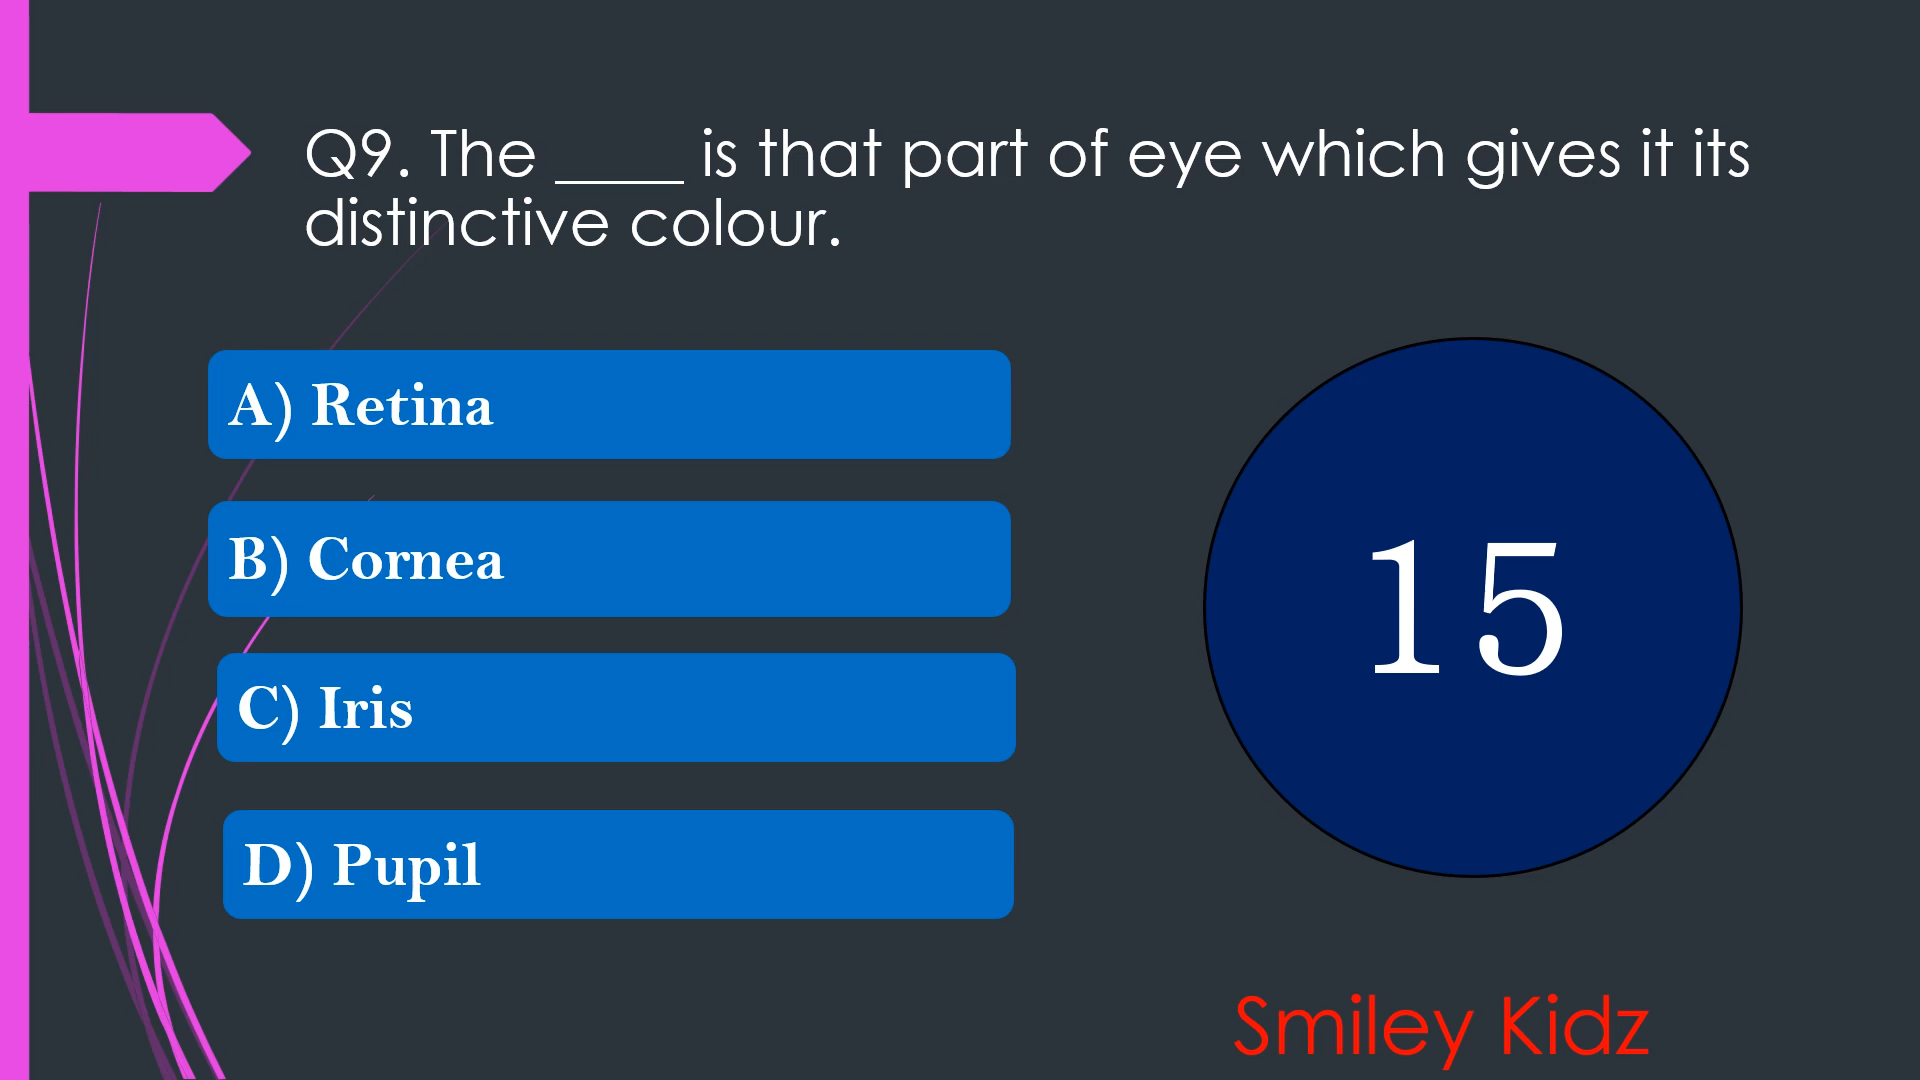 Q9. The ____ is that part of eye which gives it its
distinctive colour.
A) Retina
B) Cornea
C) Iris
D) Pupil
15
Smiley Kidz